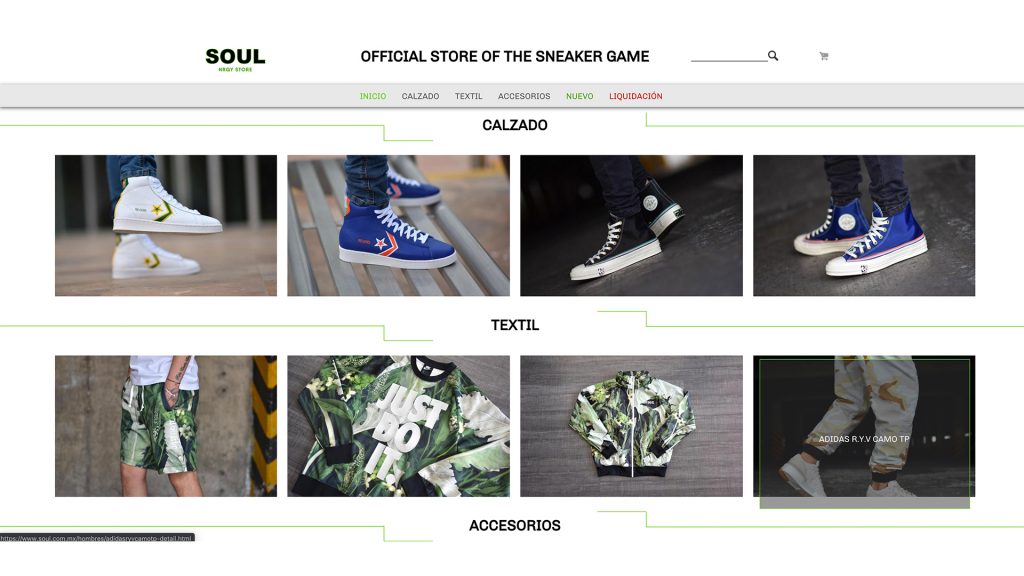 SOUL
NRGY STORE
OFFICIAL STORE OF THE SNEAKER GAME
INICIO CALZADO TEXTIL ACCESORIOS NUEVO LIQUIDACIÓN
CALZADO
TEXTIL
JUST
DO
IT.
ADIDAS R.Y.V CAMO TP
ACCESORIOS
https://www.soul.com.mx/hombres/adidasryvcamotp-detail.html